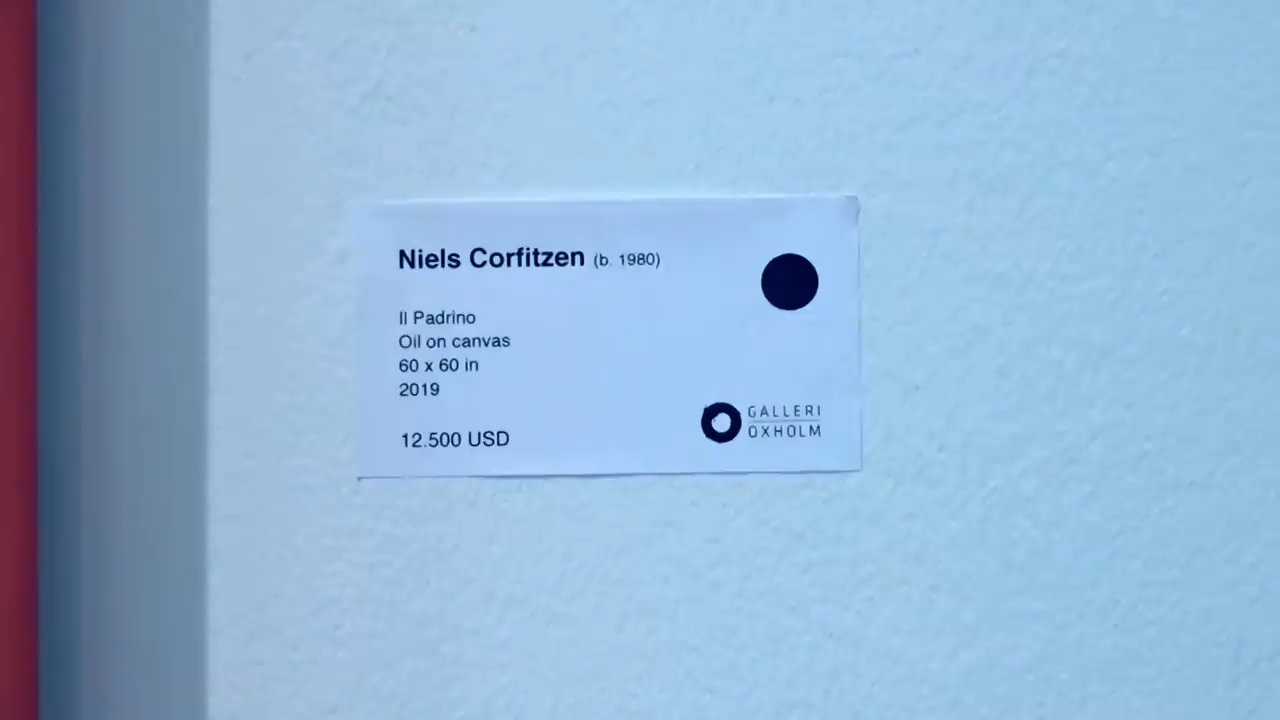 Niels Corfitzen (b. 1980)
Il Padrino
Oil on canvas
60 x 60 in
2019
12.500 USD
GALLERI
OXHOLM